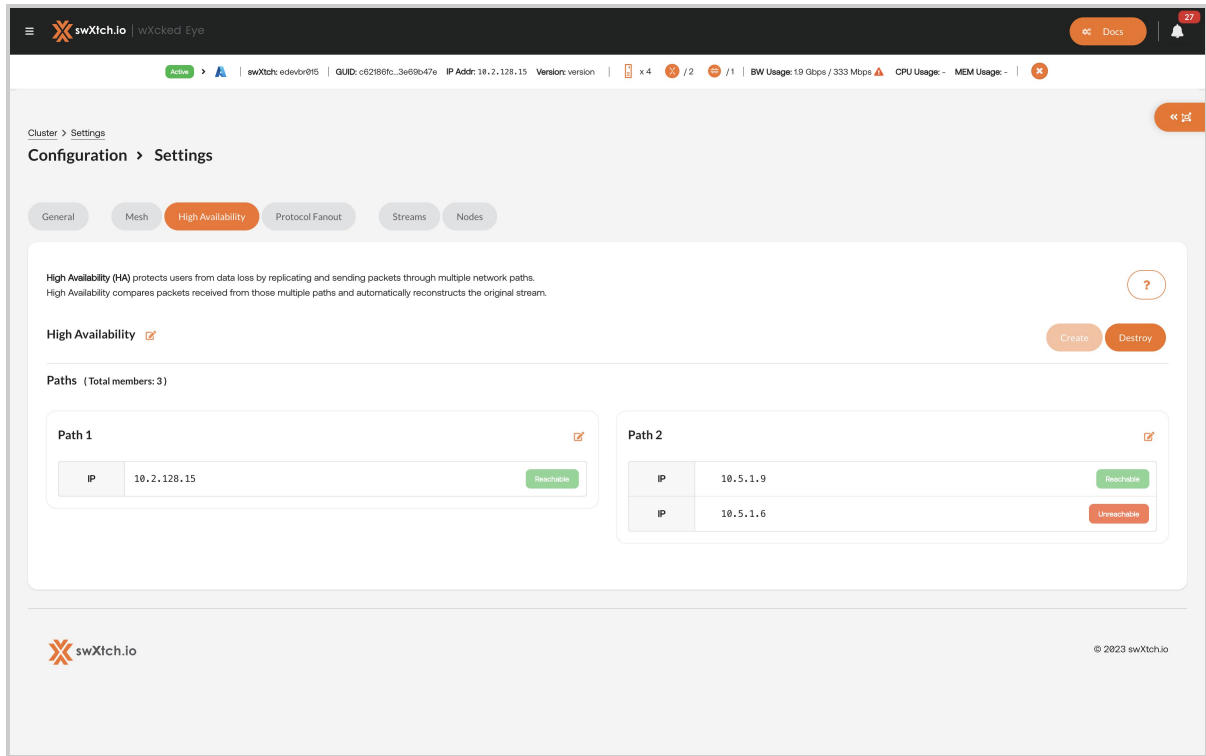 swXtch.io | wXcked Eye
Docs
27
Active > | swXtch: edevbr015 | GUID: c62186fc...3e69b47e IP Addr: 10.2.128.15 Version: version | x 4 / 2 / 1 | BW Usage: 1.9 Gbps / 333 Mbps CPU Usage: - MEM Usage: - |
Cluster > Settings
Configuration > Settings
General Mesh High Availability Protocol Fanout Streams Nodes
High Availability (HA) protects users from data loss by replicating and sending packets through multiple network paths.
High Availability compares packets received from those multiple paths and automatically reconstructs the original stream.
?
High Availability
Create Destroy
Paths ( Total members: 3 )
Path 1
IP 10.2.128.15 Reachable
Path 2
IP 10.5.1.9 Reachable
IP 10.5.1.6 Unreachable
swXtch.io
© 2023 swXtch.io